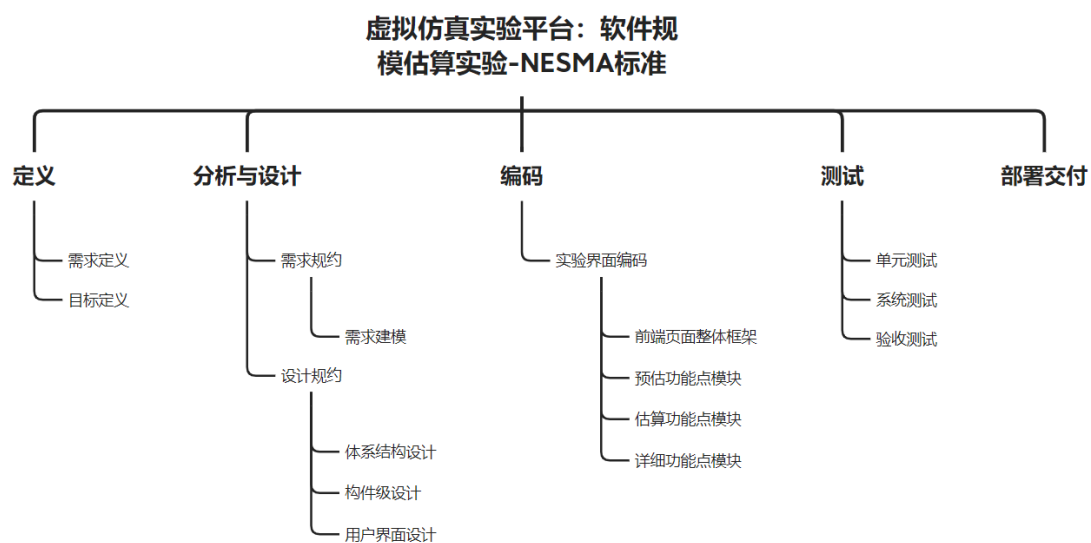 虚拟仿真实验平台：软件规
模估算实验-NESMA标准
定义
分析与设计
编码
测试
部署交付
需求定义
目标定义
需求规约
需求建模
设计规约
体系结构设计
构件级设计
用户界面设计
实验界面编码
前端页面整体框架
预估功能点模块
估算功能点模块
详细功能点模块
单元测试
系统测试
验收测试